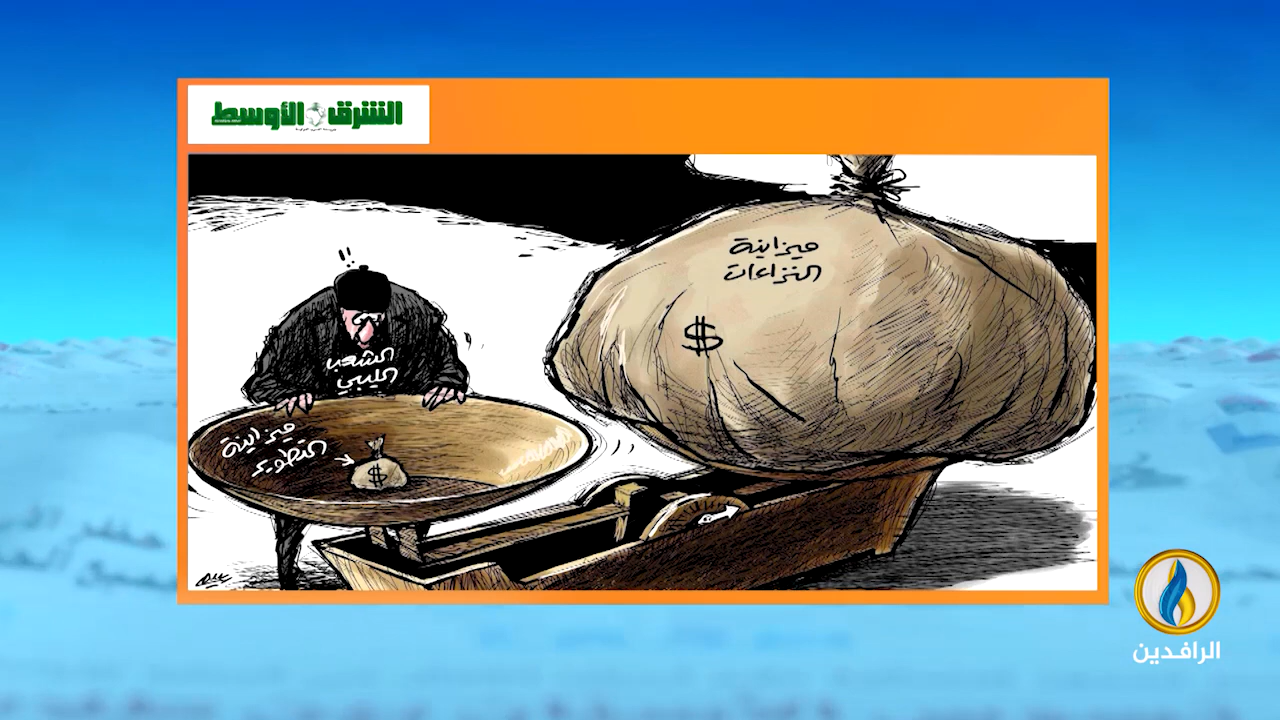 الشرق الأوسط
ميزانية
النزاعات
$
!!
الشعب
الليبي
ميزانية
التطوير
$
الرافدين